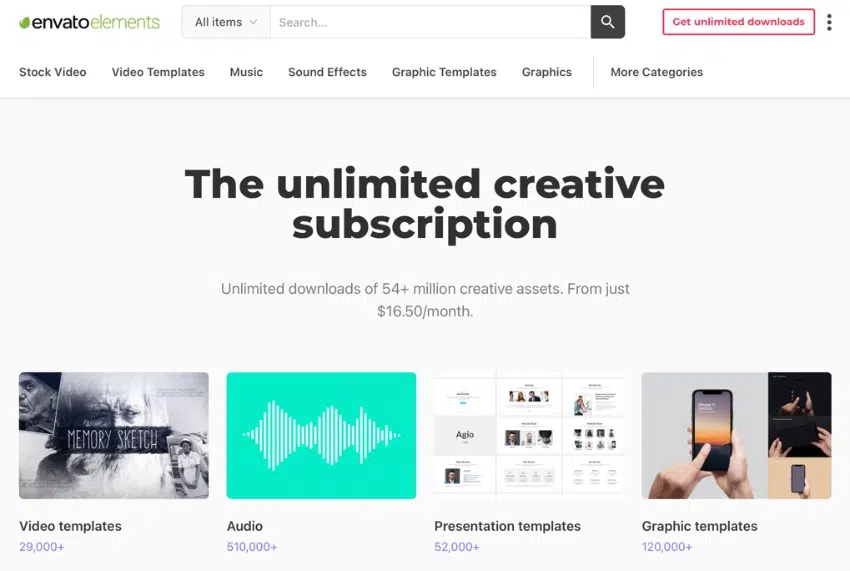 envato elements
All items
Search...
Get unlimited downloads
Stock Video
Video Templates
Music
Sound Effects
Graphic Templates
Graphics
More Categories
The unlimited creative
subscription
Unlimited downloads of 54+ million creative assets. From just
$16.50/month.
MEMORY SKETCH
Agio
Video templates
29,000+
Audio
510,000+
Presentation templates
52,000+
Graphic templates
120,000+